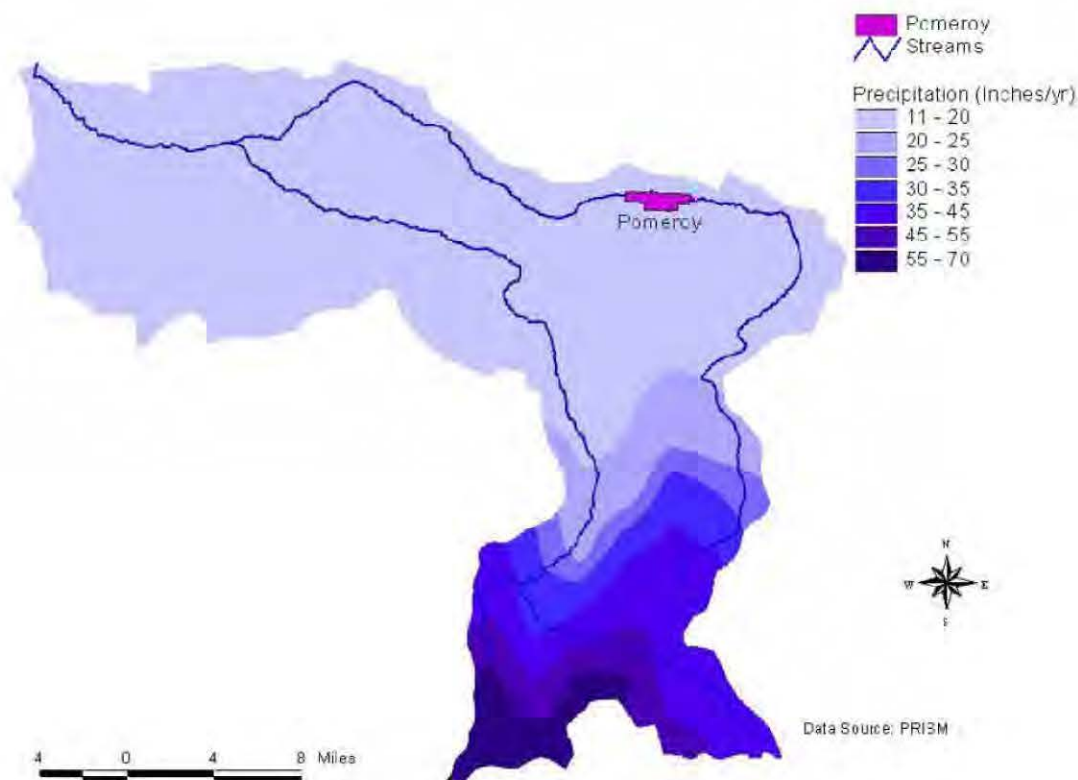 Pomeroy
Streams
Precipitation (Inches/yr)
11 - 20
20 - 25
25 - 30
30 - 35
35 - 45
45 - 55
55 - 70
Pomeroy
N
W E
S
Data Source: PRISM
4 0 4 8 Miles